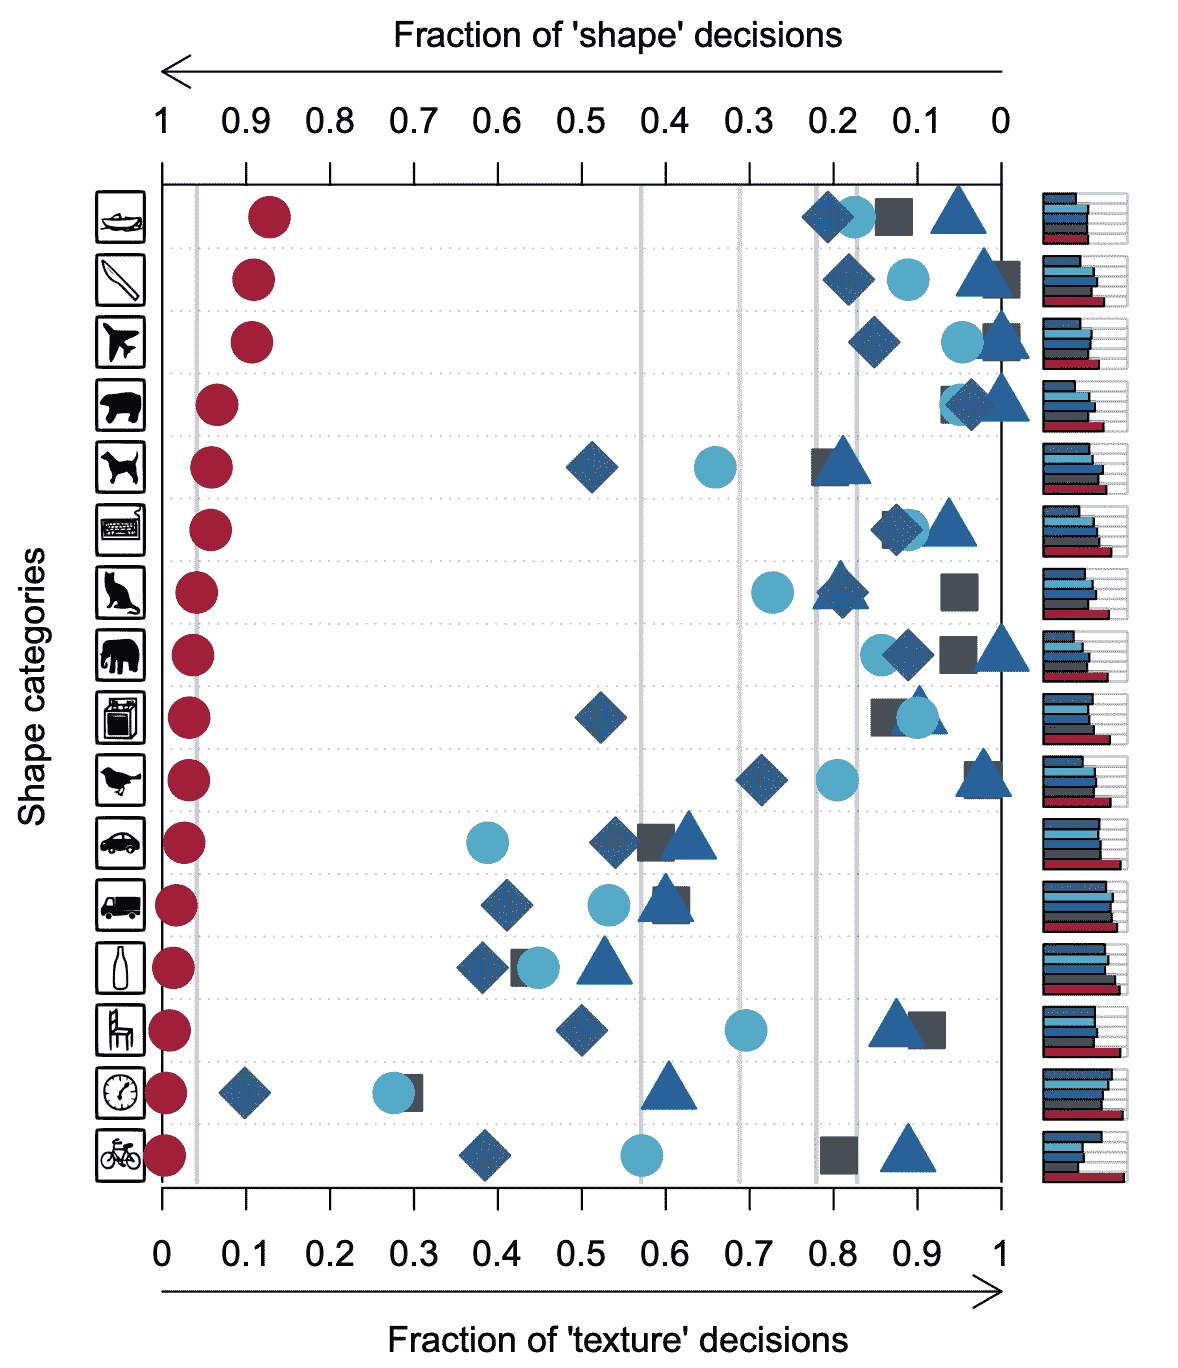 Fraction of 'shape' decisions
1 0.9 0.8 0.7 0.6 0.5 0.4 0.3 0.2 0.1 0
Shape categories
0 0.1 0.2 0.3 0.4 0.5 0.6 0.7 0.8 0.9 1
Fraction of 'texture' decisions